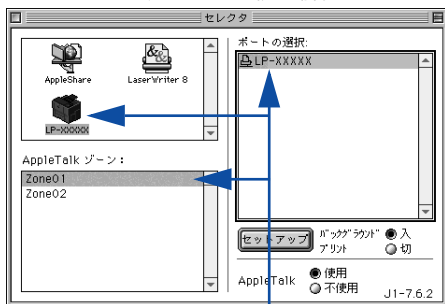 セレクタ
AppleShare
LaserWriter 8
LP-XXXXX
AppleTalk ゾーン：
Zone01
Zone02
ポートの選択:
LP-XXXXX
セットアップ
バックグラウンド
プリント
入
切
AppleTalk
使用
不使用
J1-7.6.2